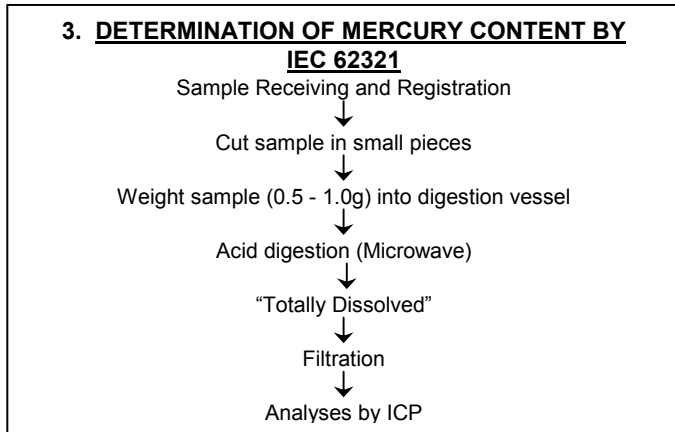 3. DETERMINATION OF MERCURY CONTENT BY
IEC 62321
Sample Receiving and Registration
Cut sample in small pieces
Weight sample (0.5 - 1.0g) into digestion vessel
Acid digestion (Microwave)
“Totally Dissolved”
Filtration
Analyses by ICP